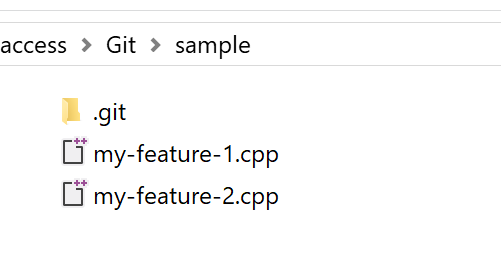 access > Git > sample
.git
my-feature-1.cpp
my-feature-2.cpp